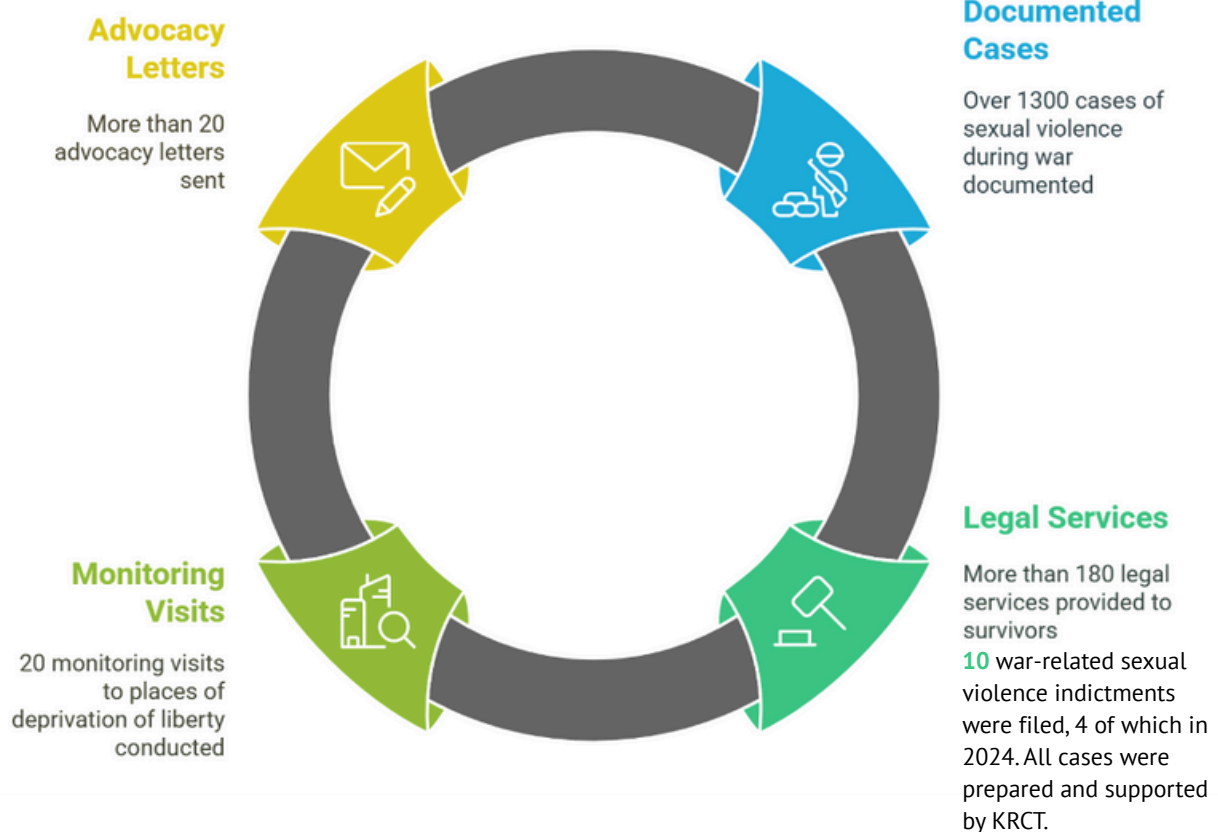 Advocacy
Letters
More than 20
advocacy letters
sent
Documented
Cases
Over 1300 cases of
sexual violence
during war
documented
Monitoring
Visits
20 monitoring visits
to places of
deprivation of liberty
conducted
Legal Services
More than 180 legal
services provided to
survivors
10 war-related sexual
violence indictments
were filed, 4 of which in
2024. All cases were
prepared and supported
by KRCT.